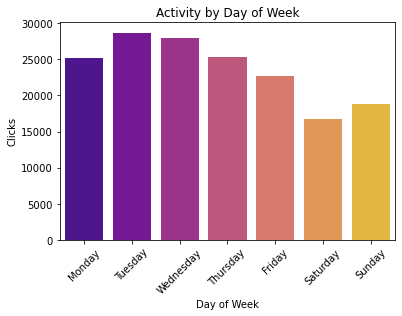 Activity by Day of Week
30000
25000
20000
15000
10000
5000
0
Clicks
Monday
Tuesday
Wednesday
Thursday
Friday
Saturday
Sunday
Day of Week